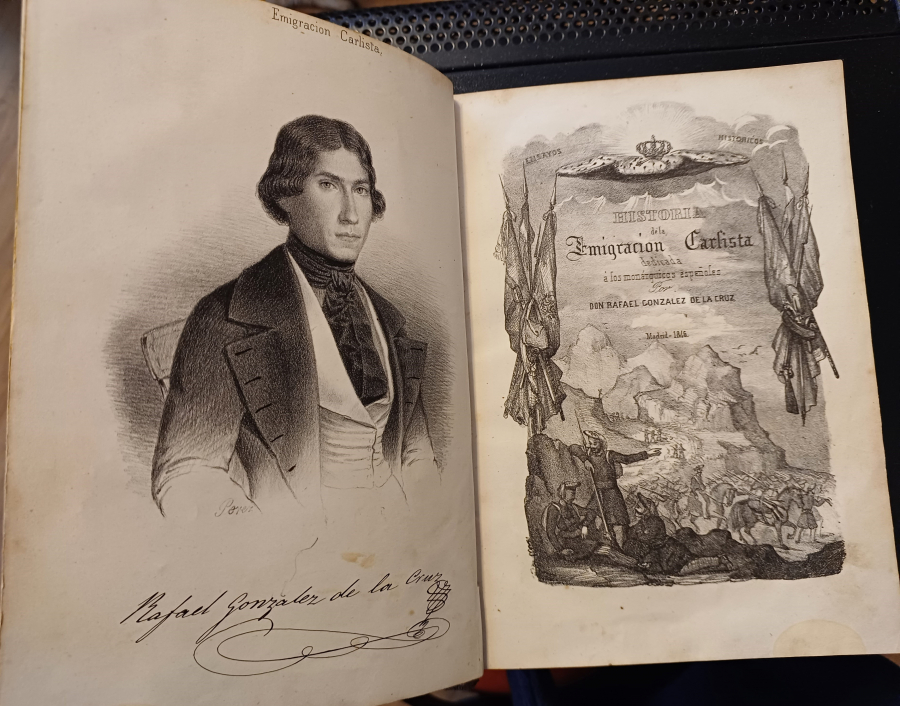 Emigracion Carlista,
Rafael Gonzalez de la Cruz
ENSAYOS HISTORICOS
HISTORIA
de la
Emigracion Carlista
dedicada
á los monárquicos españoles
Por
DON RAFAEL GONZALEZ DE LA CRUZ
Madrid - 1846.